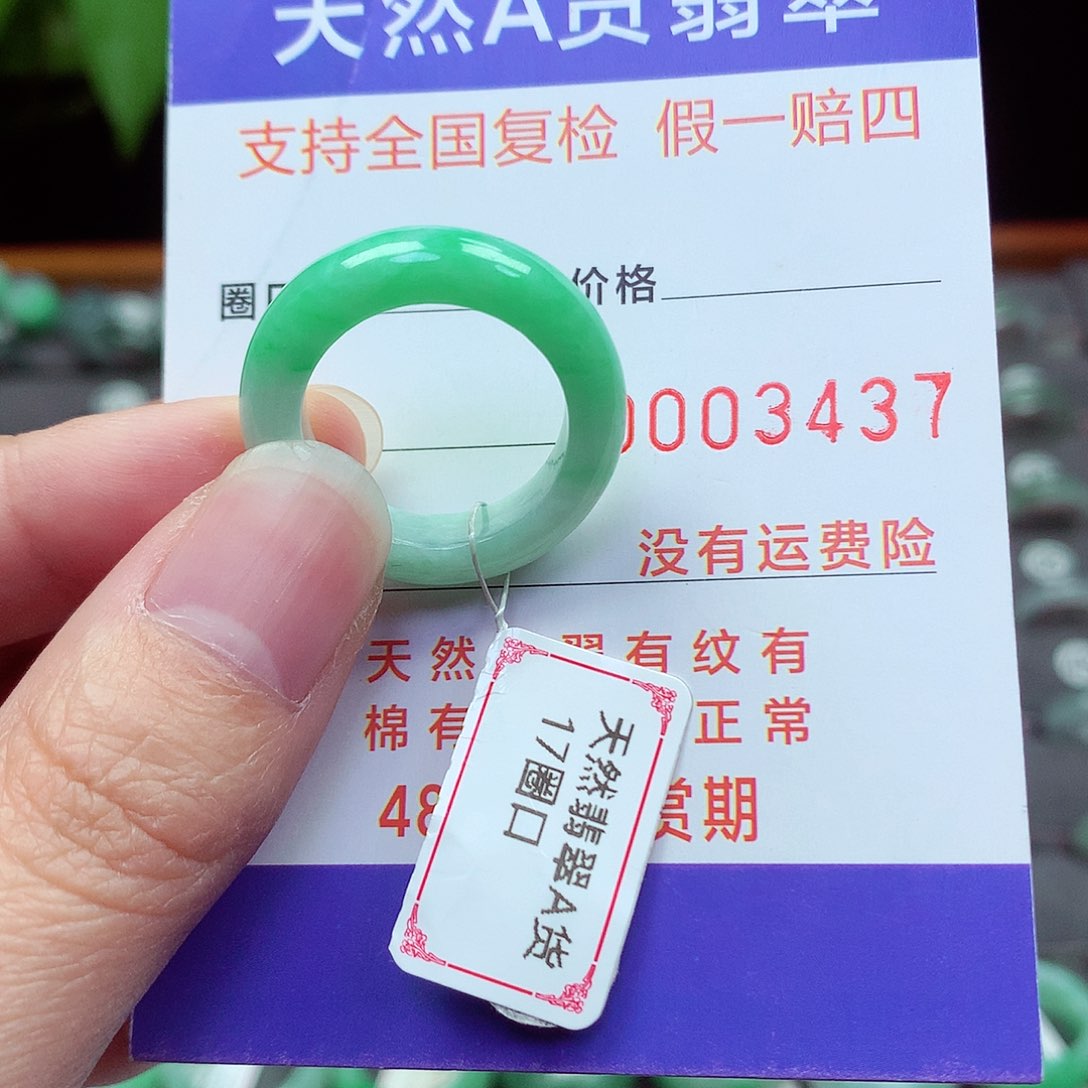 天然A货翡翠
支持全国复检 假一赔四
圈口 价格
0003437
没有运费险
天然 翡有纹有
棉有 正常
48 赏期
天然翡翠A货
17圈口